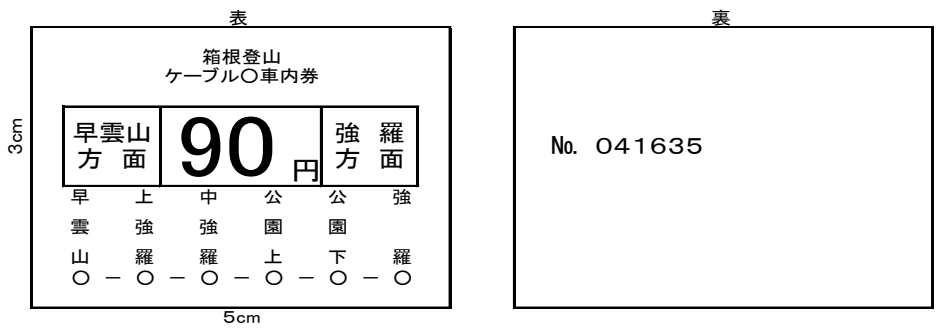 表
箱根登山
ケーブル〇車内券
早雲山方面
90円
強羅方面
早雲山
上強羅
中強羅
公園上
公園下
強羅
〇－〇－〇－〇－〇－〇
3cm
5cm
裏
№ 041635